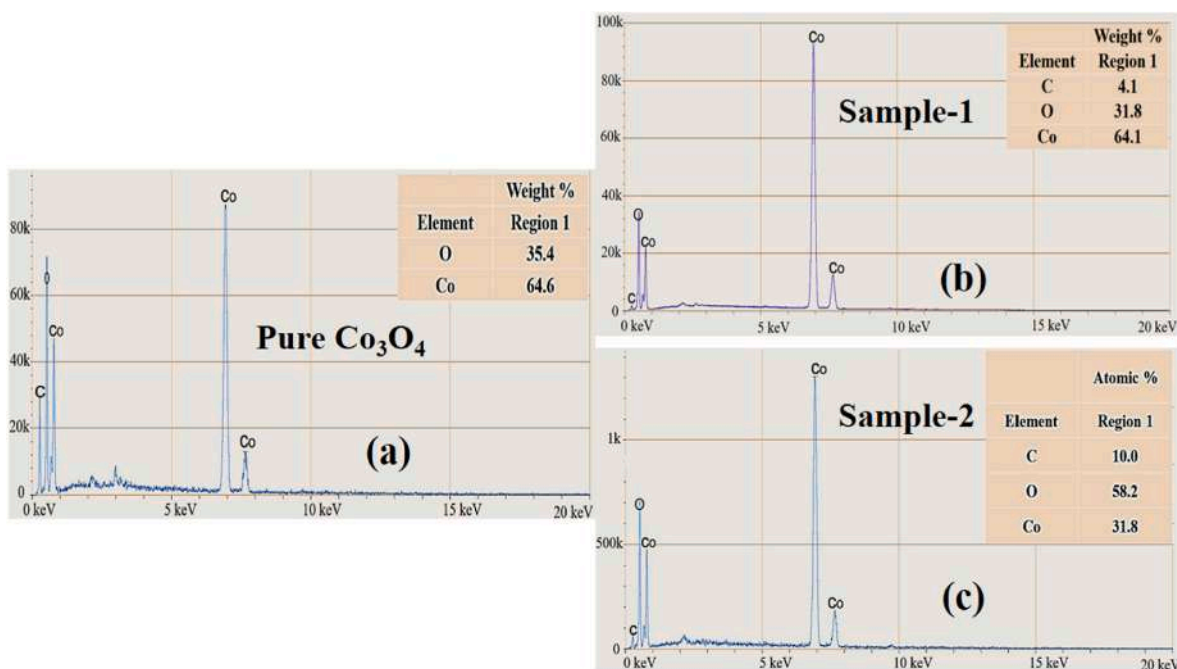 Weight %
Element Region 1
O 35.4
Co 64.6
Co
O
Co
C
Co
80k
60k
40k
20k
0
Pure Co₃O₄
(a)
0 keV 5 keV 10 keV 15 keV 20 keV
Weight %
Element Region 1
C 4.1
O 31.8
Co 64.1
100k
80k
60k
40k
20k
0
Co
Sample-1
O
Co
Co
C
(b)
0 keV 5 keV 10 keV 15 keV 20 keV
Atomic %
Element Region 1
C 10.0
O 58.2
Co 31.8
Co
Sample-2
1k
500k
0
O
Co
Co
C
(c)
0 keV 5 keV 10 keV 15 keV 20 keV